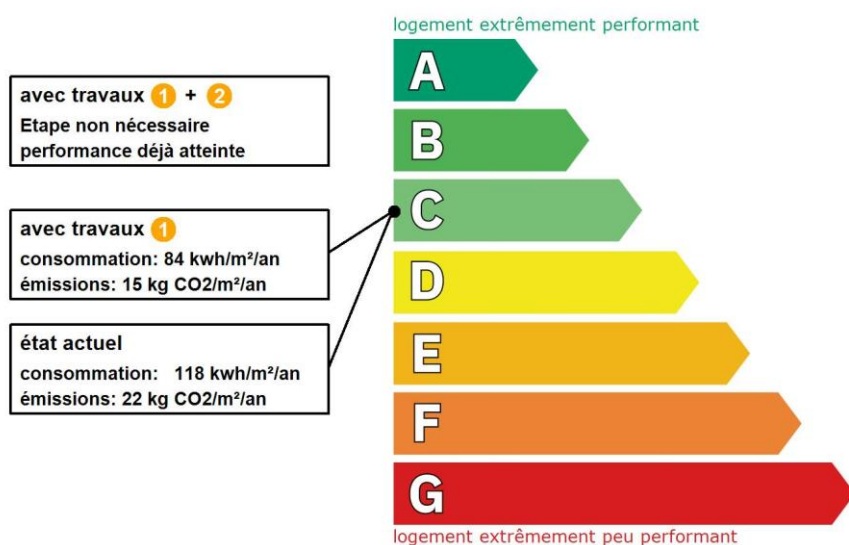 logement extrêmement performant
A
avec travaux 1 + 2
Etape non nécessaire
performance déjà atteinte
B
C
avec travaux 1
consommation: 84 kwh/m²/an
émissions: 15 kg CO2/m²/an
D
état actuel
consommation: 118 kwh/m²/an
émissions: 22 kg CO2/m²/an
E
F
G
logement extrêmement peu performant